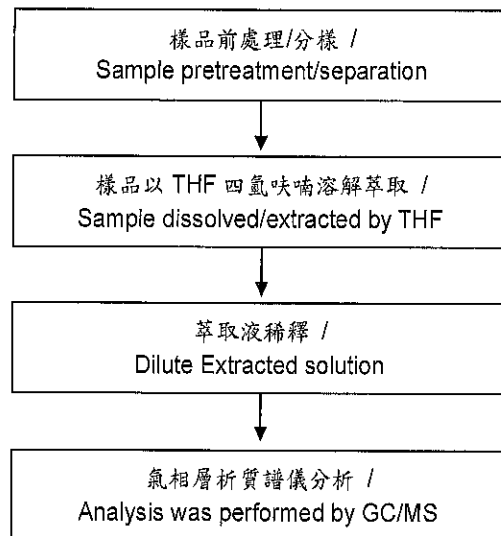 樣品前處理/分樣 /
Sample pretreatment/separation
樣品以 THF 四氫呋喃溶解萃取 /
Sample dissolved/extracted by THF
萃取液稀釋 /
Dilute Extracted solution
氣相層析質譜儀分析 /
Analysis was performed by GC/MS